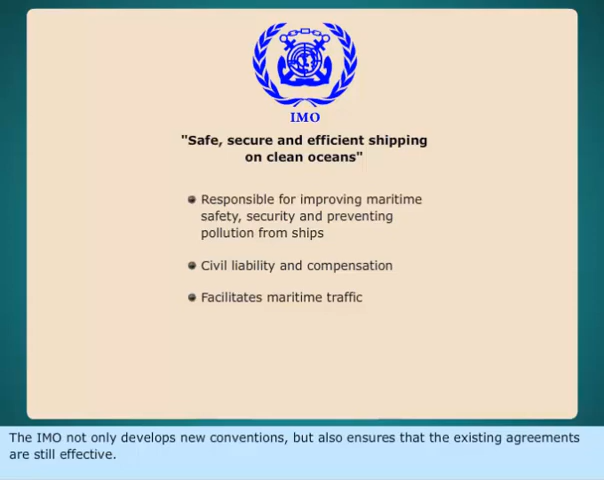 IMO
"Safe, secure and efficient shipping
on clean oceans"
Responsible for improving maritime
safety, security and preventing
pollution from ships
Civil liability and compensation
Facilitates maritime traffic
The IMO not only develops new conventions, but also ensures that the existing agreements
are still effective.